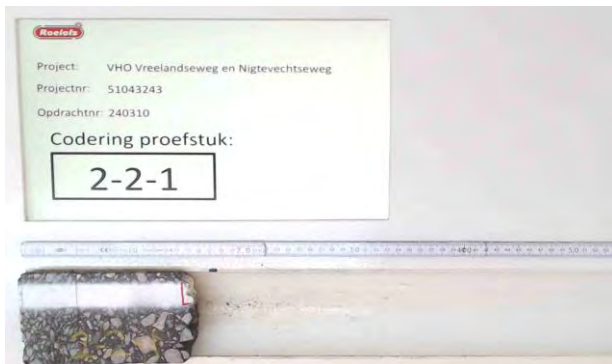 Roelofs
Project: VHO Vreelandseweg en Nigtevechtseweg
Projectnr: 51043243
Opdrachtnr: 240310
Codering proefstuk:
2-2-1